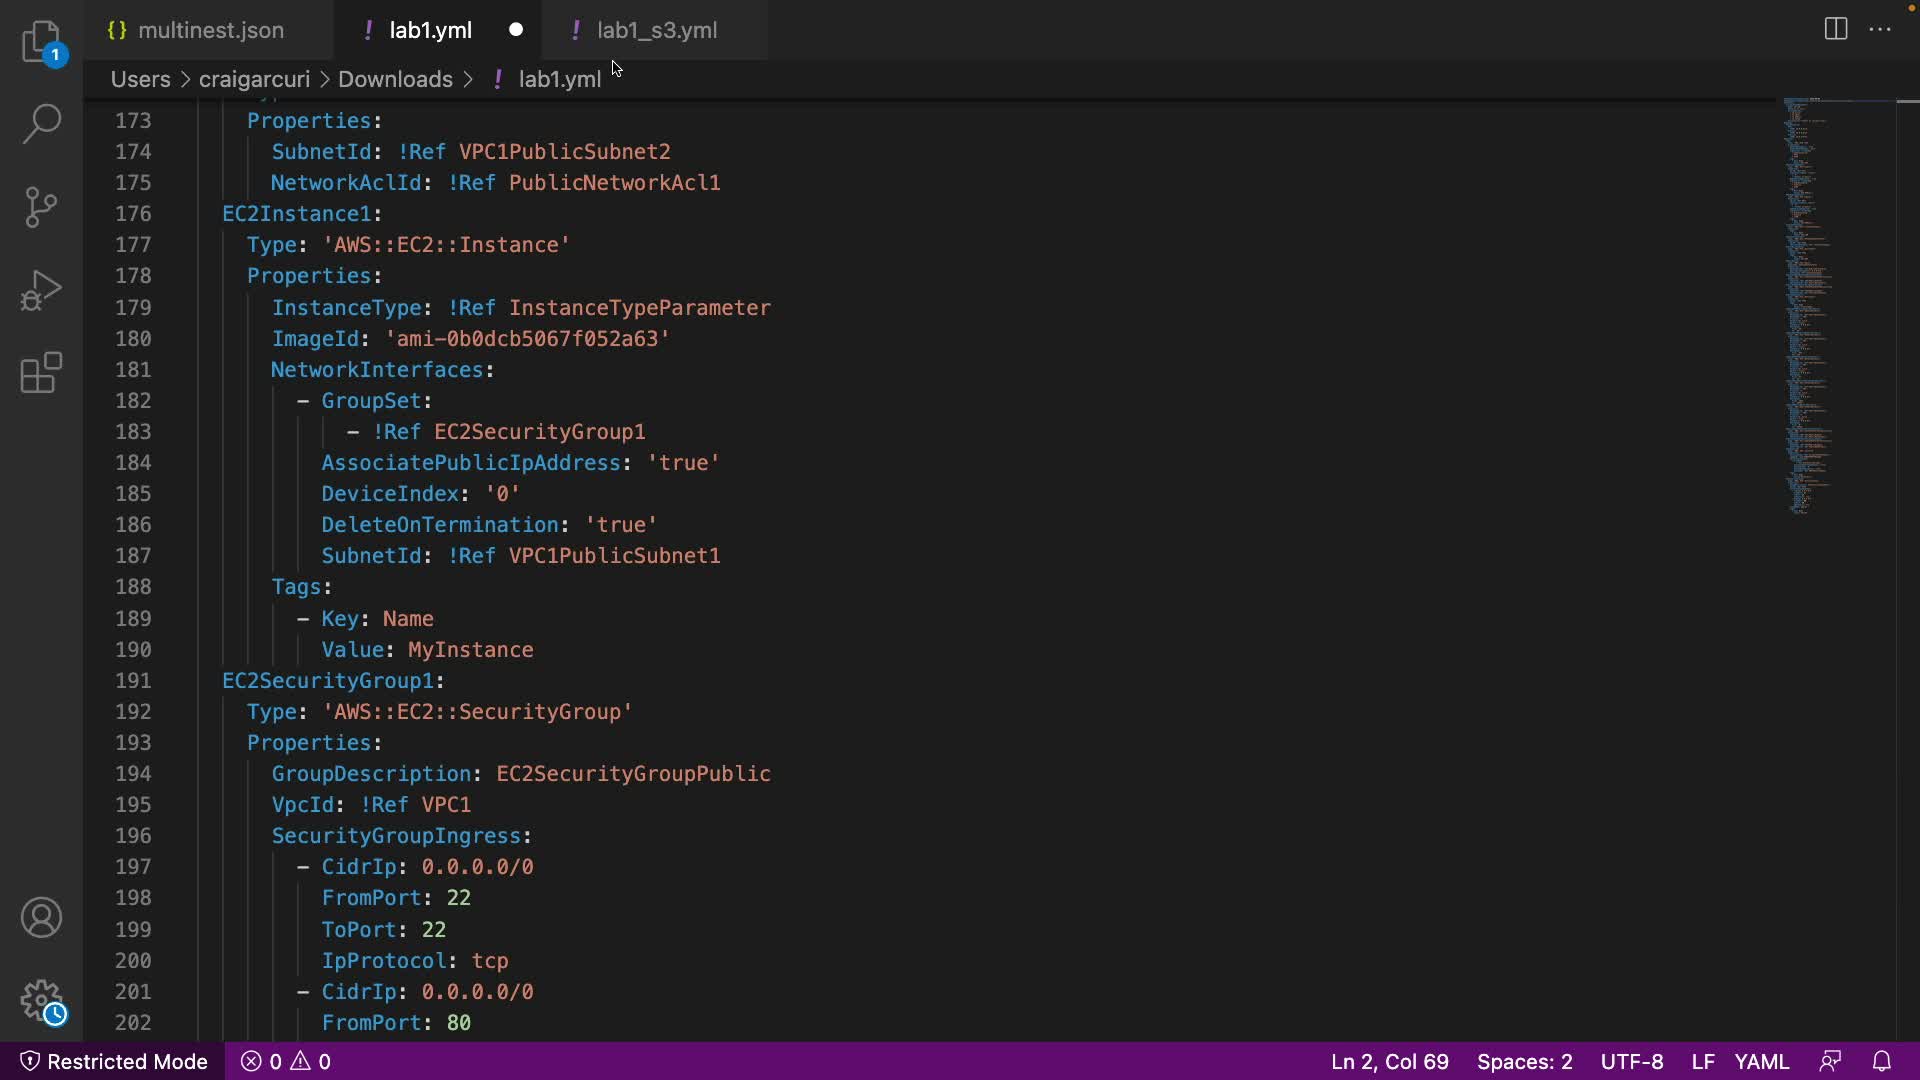 {} multinest.json
! lab1.yml
! lab1_s3.yml
1
Users > craigarcuri > Downloads > ! lab1.yml
173 Properties:
174 SubnetId: !Ref VPC1PublicSubnet2
175 NetworkAclId: !Ref PublicNetworkAcl1
176 EC2Instance1:
177 Type: 'AWS::EC2::Instance'
178 Properties:
179 InstanceType: !Ref InstanceTypeParameter
180 ImageId: 'ami-0b0dcb5067f052a63'
181 NetworkInterfaces:
182 - GroupSet:
183 - !Ref EC2SecurityGroup1
184 AssociatePublicIpAddress: 'true'
185 DeviceIndex: '0'
186 DeleteOnTermination: 'true'
187 SubnetId: !Ref VPC1PublicSubnet1
188 Tags:
189 - Key: Name
190 Value: MyInstance
191 EC2SecurityGroup1:
192 Type: 'AWS::EC2::SecurityGroup'
193 Properties:
194 GroupDescription: EC2SecurityGroupPublic
195 VpcId: !Ref VPC1
196 SecurityGroupIngress:
197 - CidrIp: 0.0.0.0/0
198 FromPort: 22
199 ToPort: 22
200 IpProtocol: tcp
201 - CidrIp: 0.0.0.0/0
202 FromPort: 80
Restricted Mode
0
0
Ln 2, Col 69
Spaces: 2
UTF-8
LF
YAML